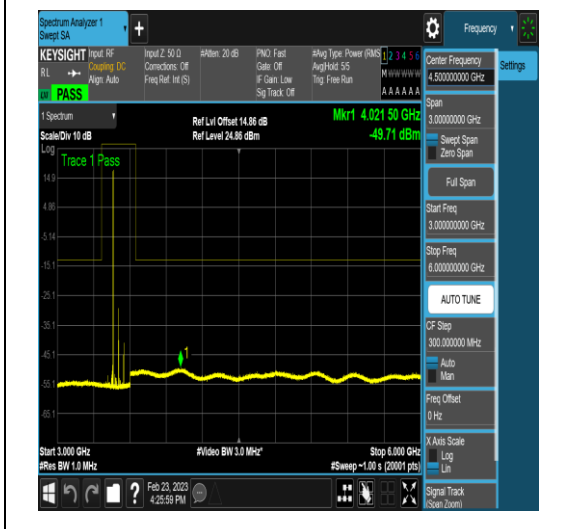 Spectrum Analyzer 1
Swept SA
+
Frequency
KEYSIGHT
RL
PASS
Input: RF
Coupling: DC
Align: Auto
Input Z: 50 Ω
Corrections: Off
Freq Ref: Int (S)
#Atten: 20 dB
PNO: Fast
Gate: Off
IF Gain: Low
Sig Track: Off
#Avg Type: Power (RMS
Avg|Hold: 5/5
Trig: Free Run
1 2 3 4 5 6
M W W W W W
A A A A A A
1 Spectrum
Scale/Div 10 dB
Ref Lvl Offset 14.86 dB
Ref Level 24.86 dBm
Mkr1 4.021 50 GHz
-49.71 dBm
Log
Trace 1 Pass
14.9
4.86
-5.14
-15.1
-25.1
-35.1
-45.1
-55.1
-65.1
1
Start 3.000 GHz
#Res BW 1.0 MHz
#Video BW 3.0 MHz*
Stop 6.000 GHz
#Sweep ~1.00 s (20001 pts)
?
Feb 23, 2023
4:25:59 PM
Center Frequency
4.500000000 GHz
Settings
Span
3.00000000 GHz
Swept Span
Zero Span
Full Span
Start Freq
3.000000000 GHz
Stop Freq
6.000000000 GHz
AUTO TUNE
CF Step
300.000000 MHz
Auto
Man
Freq Offset
0 Hz
X Axis Scale
Log
Lin
Signal Track
(Span Zoom)